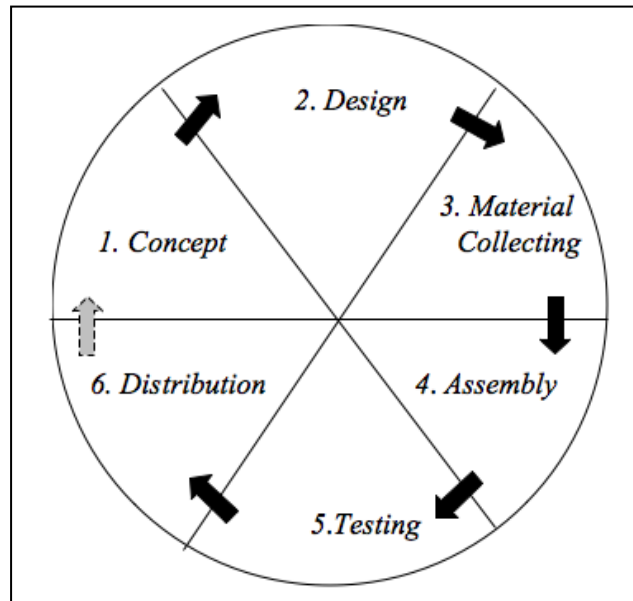 1. Concept
2. Design
3. Material
Collecting
4. Assembly
5.Testing
6. Distribution